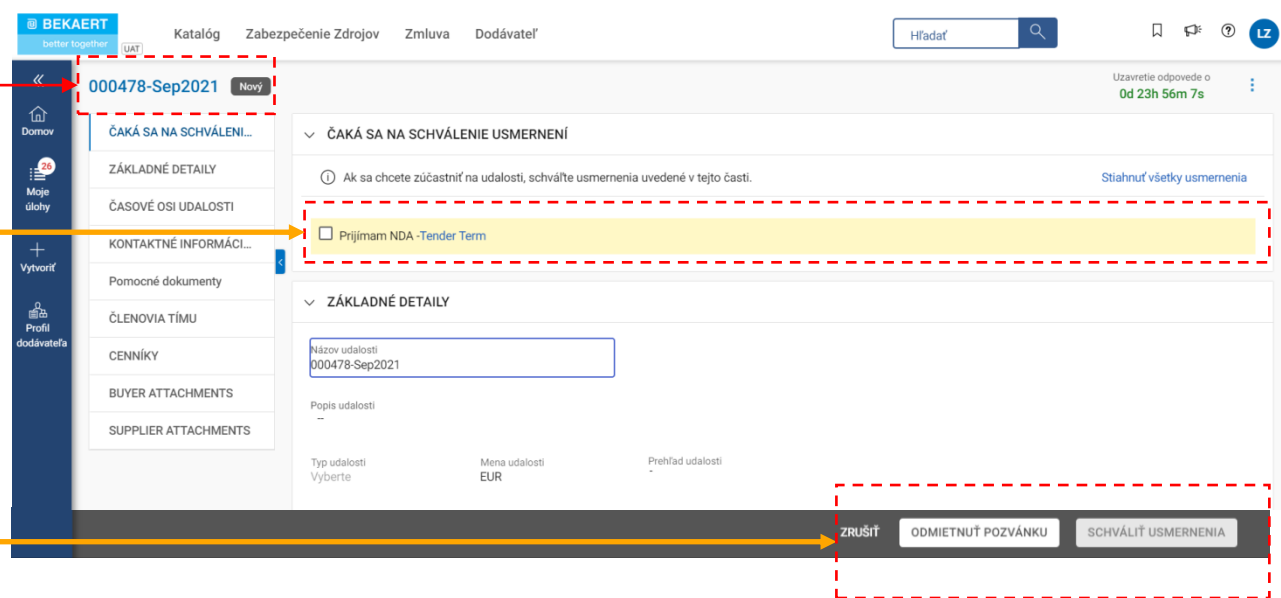 BEKAERT
better together
UAT
Katalóg
Zabezpečenie Zdrojov
Zmluva
Dodávateľ
Hľadať
LZ
000478-Sep2021
Nový
Uzavretie odpovede o
0d 23h 56m 7s
Domov
26
Moje
úlohy
Vytvoriť
Profil
dodávateľa
ČAKÁ SA NA SCHVÁLENI...
ZÁKLADNÉ DETAILY
ČASOVÉ OSI UDALOSTI
KONTAKTNÉ INFORMÁCI...
Pomocné dokumenty
ČLENOVIA TÍMU
CENNÍKY
BUYER ATTACHMENTS
SUPPLIER ATTACHMENTS
ČAKÁ SA NA SCHVÁLENIE USMERNENÍ
Ak sa chcete zúčastniť na udalosti, schváľte usmernenia uvedené v tejto časti.
Stiahnuť všetky usmernenia
Prijímam NDA -Tender Term
ZÁKLADNÉ DETAILY
Názov udalosti
000478-Sep2021
Popis udalosti
--
Typ udalosti
Vyberte
Mena udalosti
EUR
Prehľad udalosti
-
ZRUŠIŤ
ODMIETNUŤ POZVÁNKU
SCHVÁLIŤ USMERNENIA